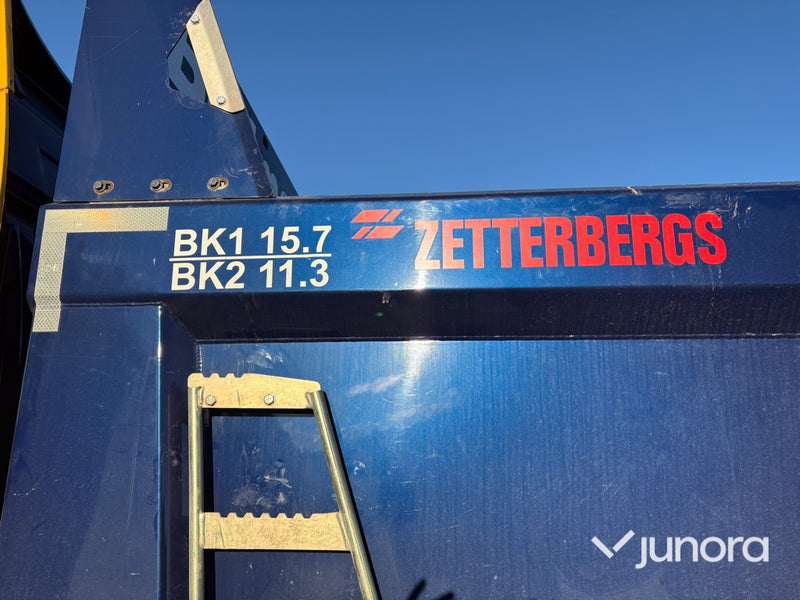 BK1 15.7
BK2 11.3
ZETTERBERGS
junora